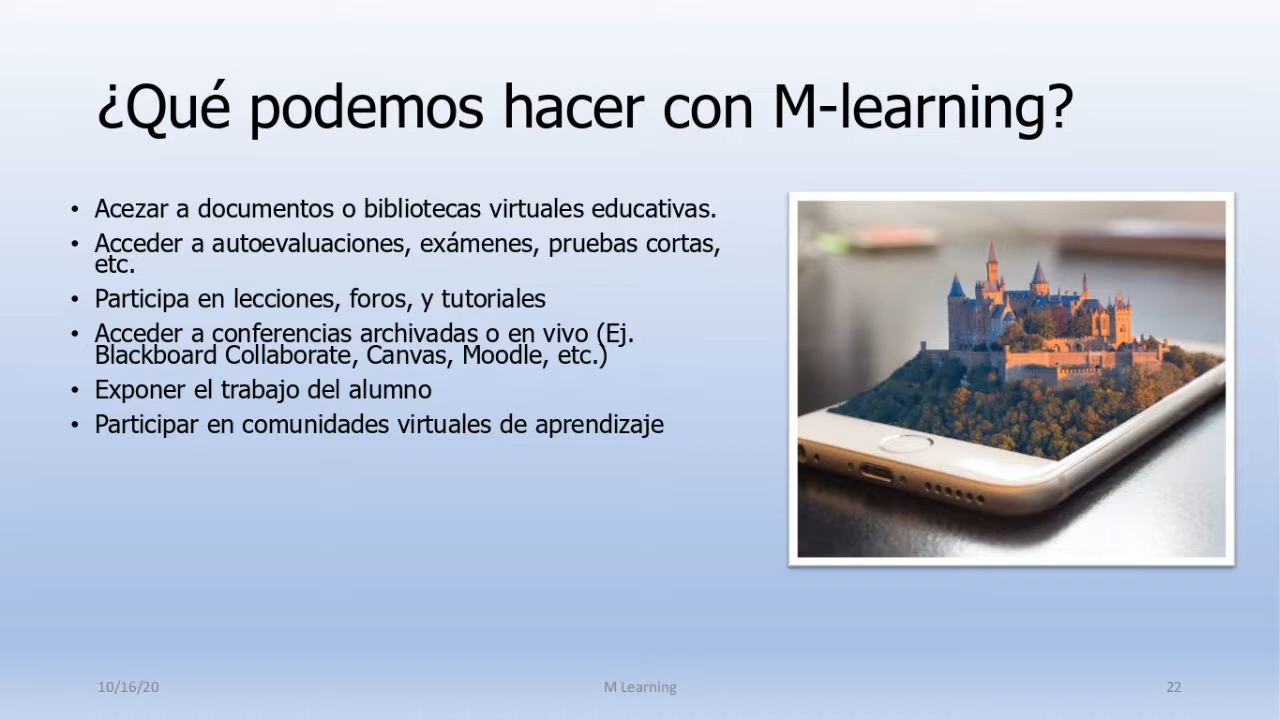 ¿Qué podemos hacer con M-learning?
• Acezar a documentos o bibliotecas virtuales educativas.
• Acceder a autoevaluaciones, exámenes, pruebas cortas,
etc.
• Participa en lecciones, foros, y tutoriales
• Acceder a conferencias archivadas o en vivo (Ej.
Blackboard Collaborate, Canvas, Moodle, etc.)
• Exponer el trabajo del alumno
• Participar en comunidades virtuales de aprendizaje
10/16/20
M Learning
22